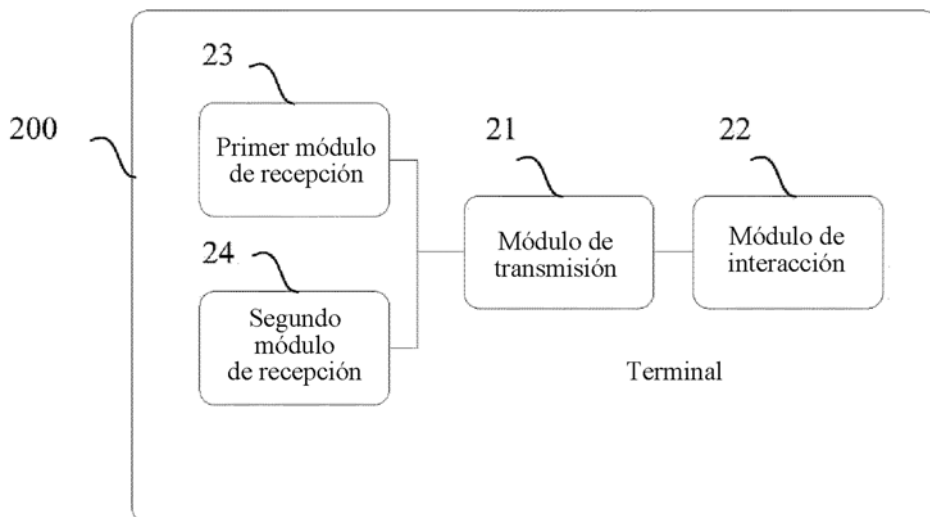 23
200
Primer módulo
de recepción
21
22
Módulo de
transmisión
Módulo de
interacción
24
Segundo
módulo
de recepción
Terminal